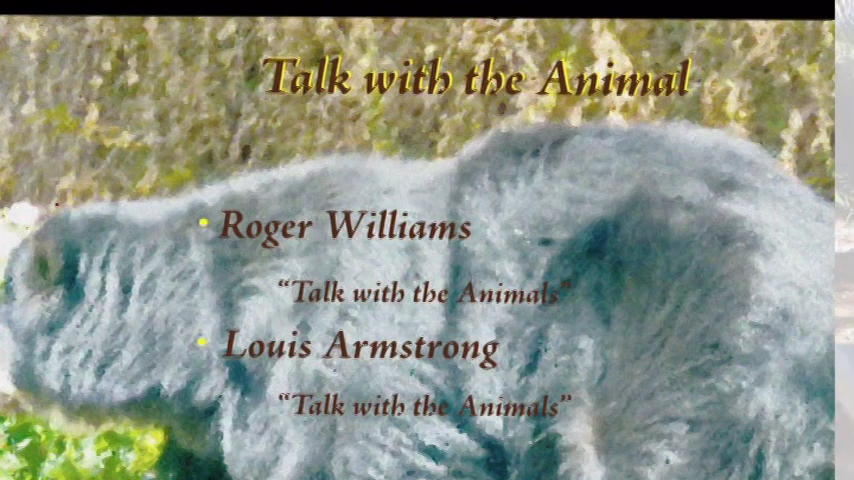 Talk with the Animal
• Roger Williams
“Talk with the Animals”
• Louis Armstrong
“Talk with the Animals”